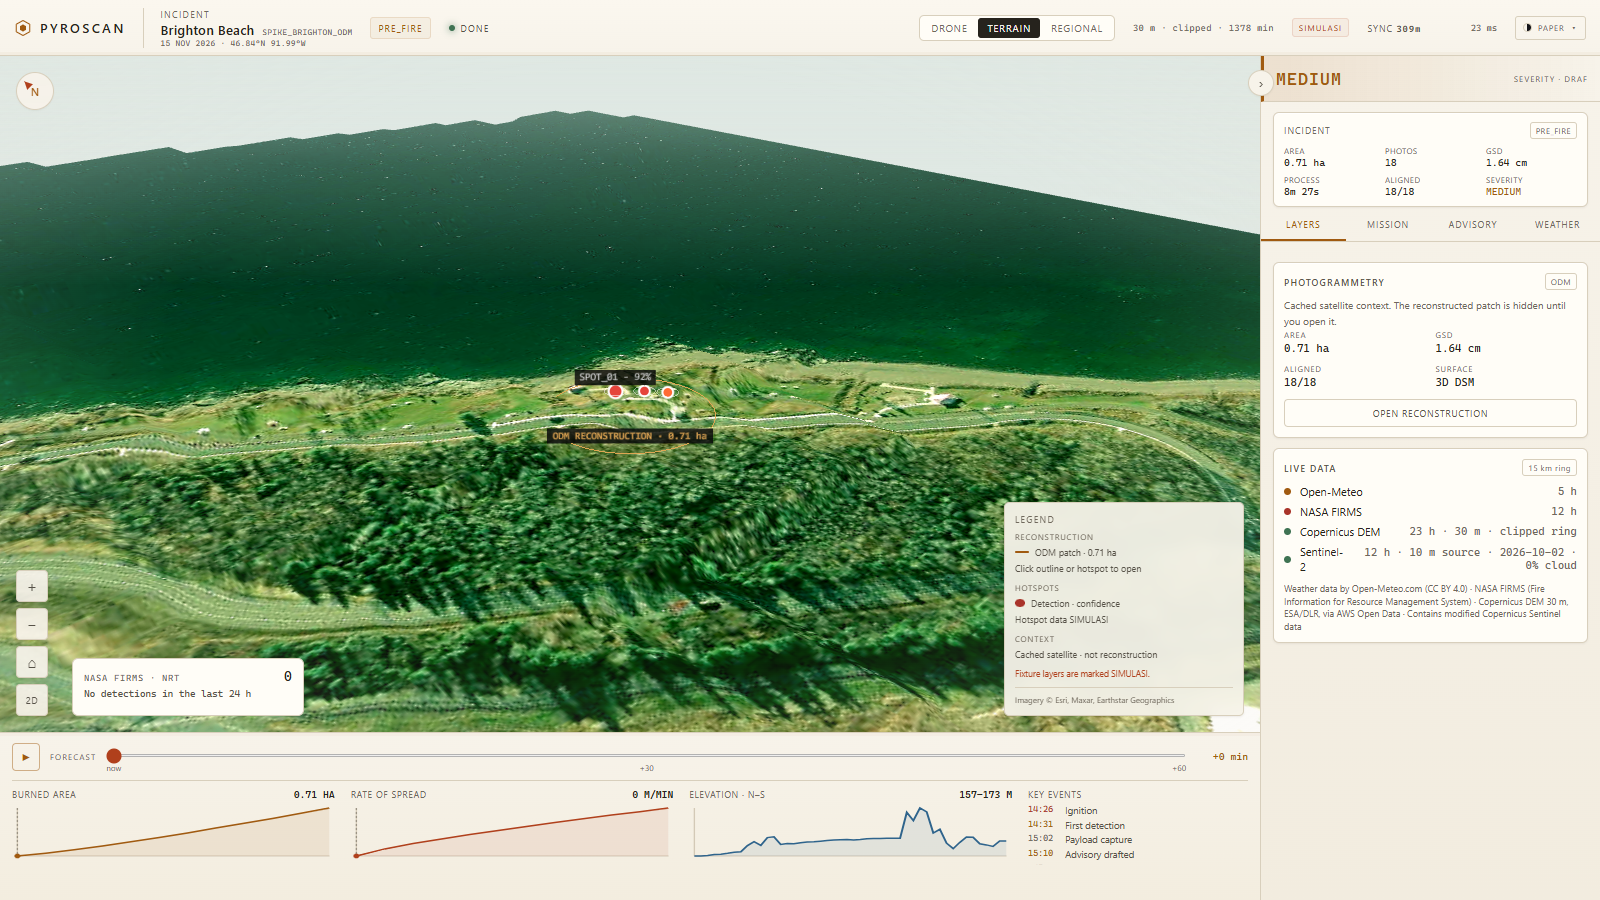 PYROSCAN
INCIDENT
Brighton Beach SPIKE_BRIGHTON_ODM
15 NOV 2026 · 46.84°N 91.99°W
PRE_FIRE
DONE
DRONE TERRAIN REGIONAL
30 m · clipped · 1378 min
SIMULASI
SYNC 309m
23 ms
PAPER
N
SPOT_01 - 92%
ODM RECONSTRUCTION · 0.71 ha
+
−
2D
NASA FIRMS · NRT 0
No detections in the last 24 h
LEGEND
RECONSTRUCTION
ODM patch · 0.71 ha
Click outline or hotspot to open
HOTSPOTS
Detection · confidence
Hotspot data SIMULASI
CONTEXT
Cached satellite · not reconstruction
Fixture layers are marked SIMULASI.
Imagery © Esri, Maxar, Earthstar Geographics
MEDIUM
SEVERITY · DRAF
INCIDENT PRE FIRE
AREA PHOTOS GSD
0.71 ha 18 1.64 cm
PROCESS ALIGNED SEVERITY
8m 27s 18/18 MEDIUM
LAYERS MISSION ADVISORY WEATHER
PHOTOGRAMMETRY ODM
Cached satellite context. The reconstructed patch is hidden until
you open it.
AREA GSD
0.71 ha 1.64 cm
ALIGNED SURFACE
18/18 3D DSM
OPEN RECONSTRUCTION
LIVE DATA 15 km ring
Open-Meteo 5 h
NASA FIRMS 12 h
Copernicus DEM 23 h · 30 m · clipped ring
Sentinel- 12 h · 10 m source · 2026-10-02 ·
2 0% cloud
Weather data by Open-Meteo.com (CC BY 4.0) · NASA FIRMS (Fire
Information for Resource Management System) · Copernicus DEM 30 m,
ESA/DLR, via AWS Open Data · Contains modified Copernicus Sentinel
data
FORECAST
now +30 +60
+0 min
BURNED AREA 0.71 HA
RATE OF SPREAD 0 M/MIN
ELEVATION · N–S 157–173 M
KEY EVENTS
14:26 Ignition
14:31 First detection
15:02 Payload capture
15:10 Advisory drafted